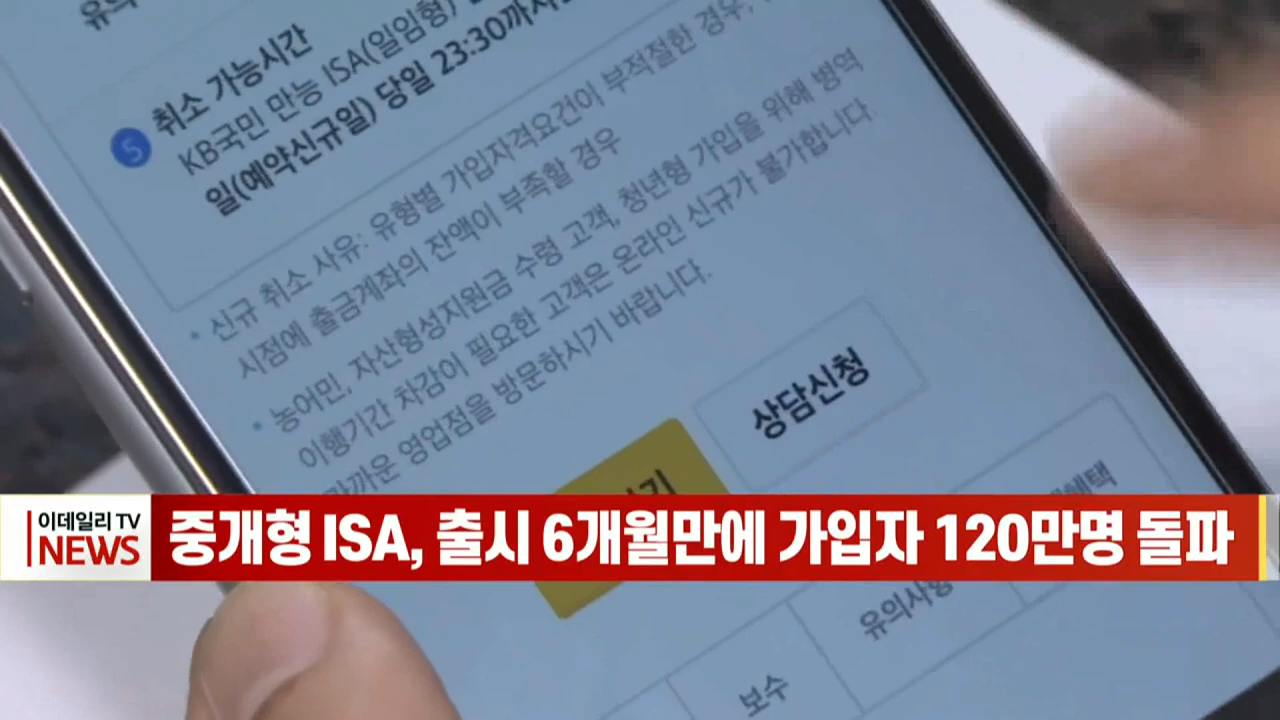 유의
5 취소 가능시간
KB국민 만능 ISA(일임형)
일(예약신규일) 당일 23:30까지
• 신규 취소 사유: 유형별 가입자격요건이 부적절한 경우,
시점에 출금계좌의 잔액이 부족할 경우
• 농어민, 자산형성지원금 수령 고객, 청년형 가입을 위해 병역
이행기간 차감이 필요한 고객은 온라인 신규가 불가합니다.
가까운 영업점을 방문하시기 바랍니다.
상담신청
이데일리 TV
NEWS
중개형 ISA, 출시 6개월만에 가입자 120만명 돌파
보수
유의사항